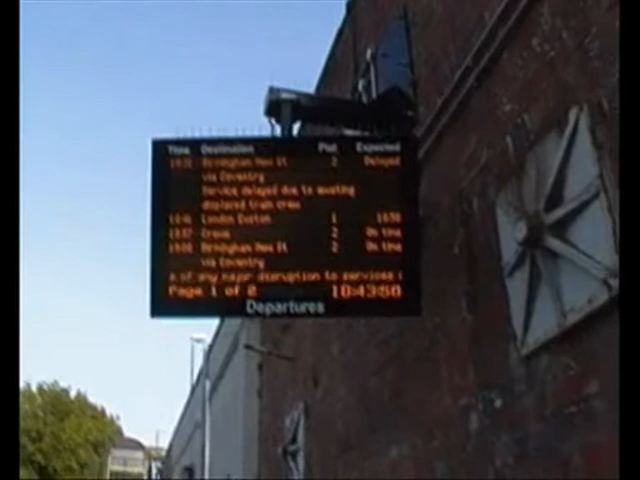 Time Destination Plat Expected
Birmingham New St 2 Delayed
via Coventry
Service delayed due to awaiting
displaced train crew
London Euston 1
Crewe 2 On time
Birmingham New St 2 On time
via Coventry
of any major disruption to services
Page 1 of 2
Departures